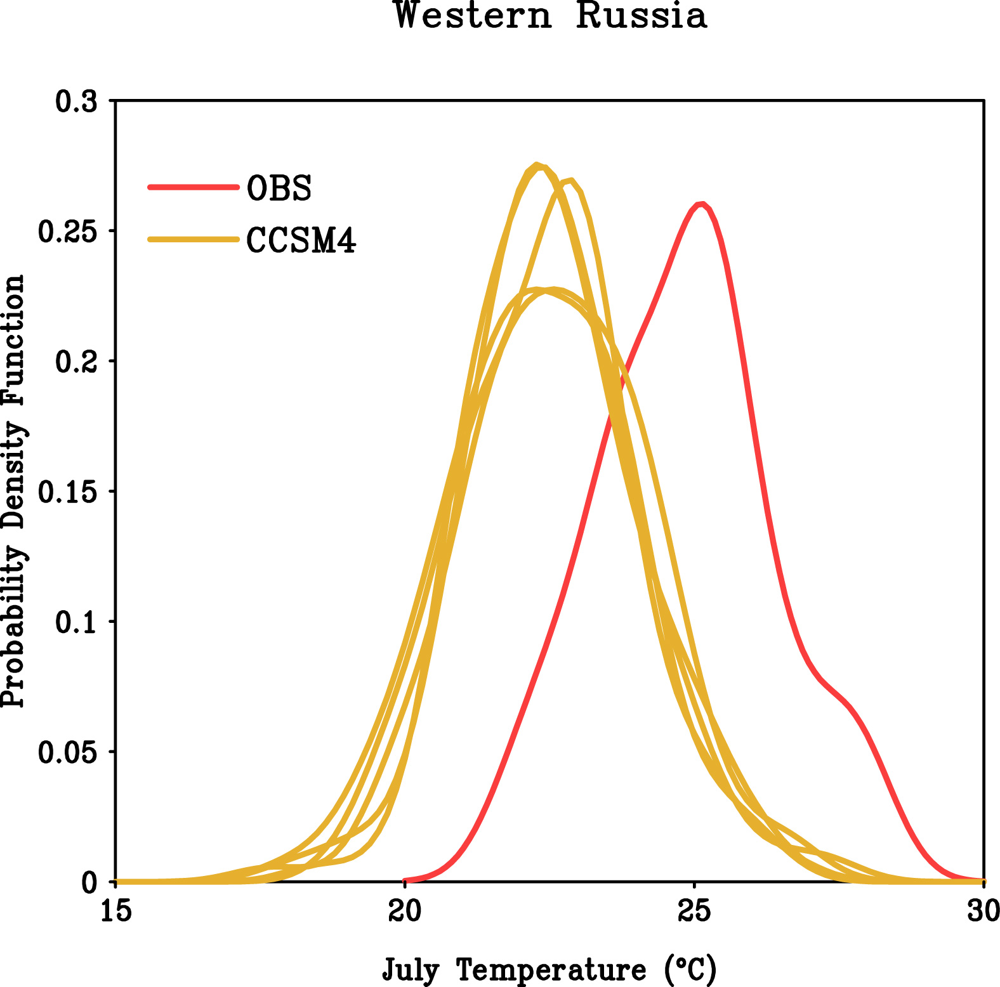 Western Russia
0.3
OBS
0.25
CCSM4
0.2
0.15
0.1
0.05
0
Probability Density Function
15 20 25 30
July Temperature (°C)